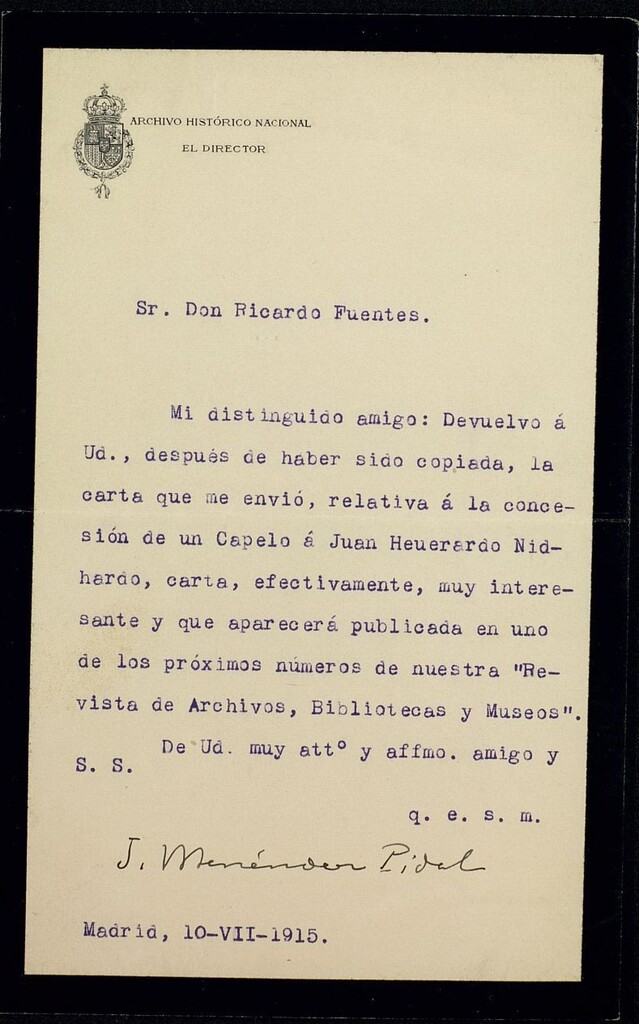 ARCHIVO HISTÓRICO NACIONAL
EL DIRECTOR
Sr. Don Ricardo Fuentes.
Mi distinguido amigo: Devuelvo á
Ud., después de haber sido copiada, la
carta que me envió, relativa á la conce-
sión de un Capelo á Juan Heuerardo Nid-
hardo, carta, efectivamente, muy intere-
sante y que aparecerá publicada en uno
de los próximos números de nuestra "Re-
vista de Archivos, Bibliotecas y Museos".
De Ud. muy attº y affmo. amigo y
S. S.
q. e. s. m.
J. Menéndez Pidal
Madrid, 10-VII-1915.